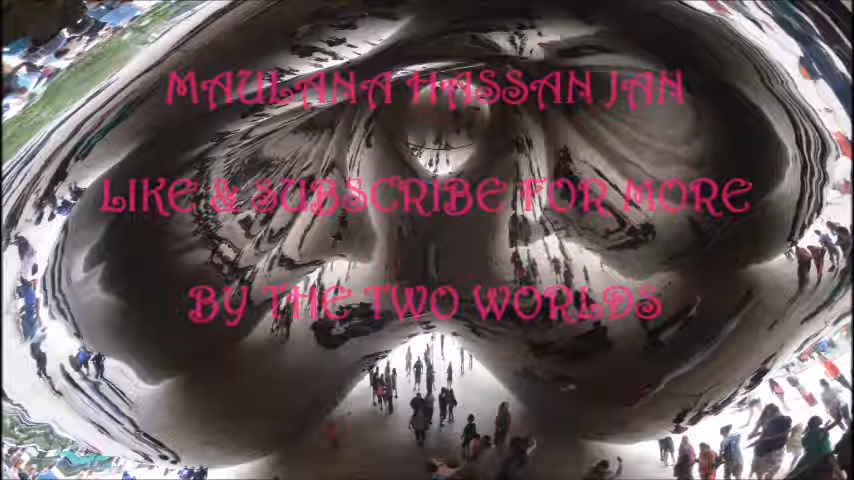 MAULANA HASSAN JAN
LIKE & SUBSCRIBE FOR MORE
BY THE TWO WORLDS